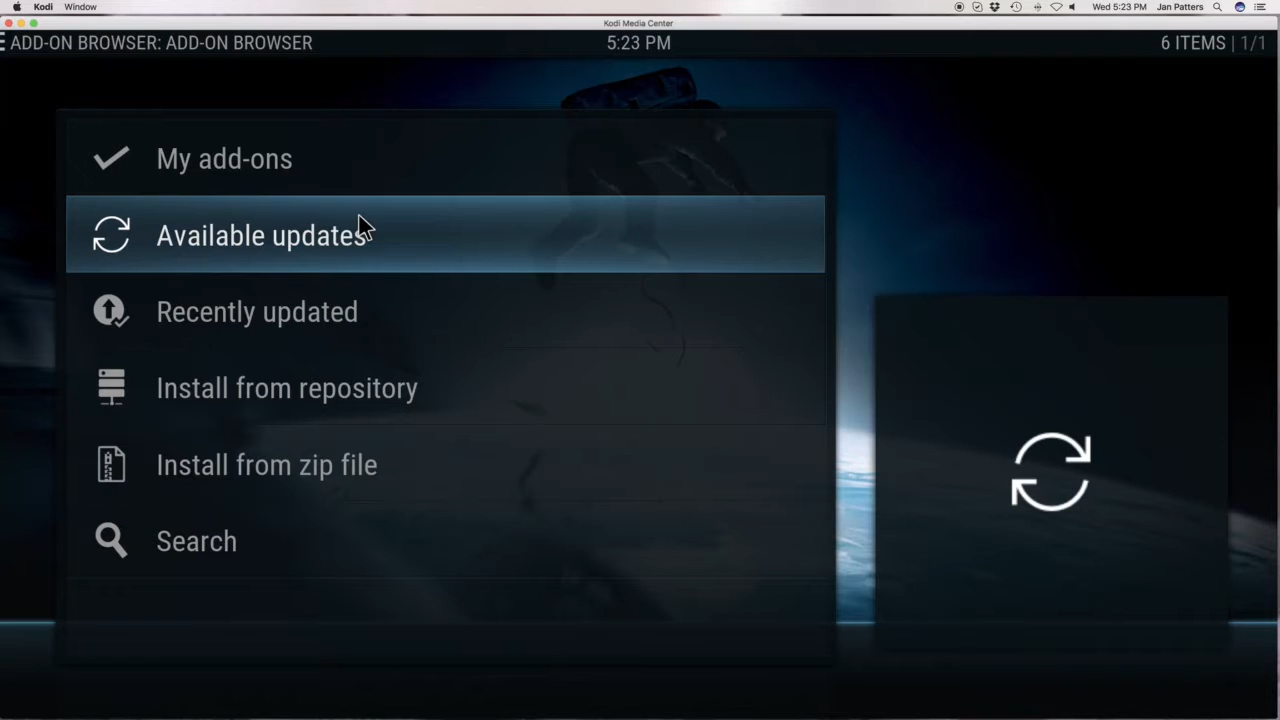 Kodi Window
Wed 5:23 PM Jan Patters
Kodi Media Center
ADD-ON BROWSER: ADD-ON BROWSER
5:23 PM
6 ITEMS | 1/1
My add-ons
Available updates
Recently updated
Install from repository
Install from zip file
Search